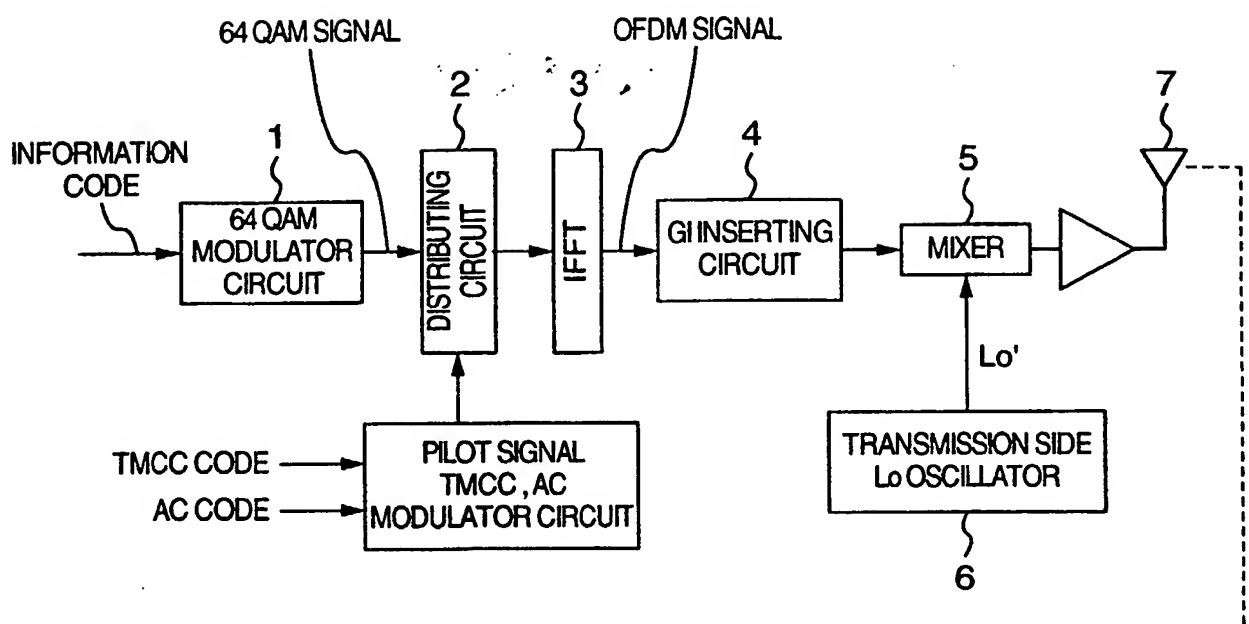 64 QAM SIGNAL
OFDM SIGNAL
INFORMATION
CODE
1
64 QAM
MODULATOR
CIRCUIT
2
DISTRIBUTING
CIRCUIT
3
IFFT
4
GI INSERTING
CIRCUIT
5
MIXER
7
Lo'
TRANSMISSION SIDE
Lo OSCILLATOR
6
TMCC CODE
AC CODE
PILOT SIGNAL
TMCC, AC
MODULATOR CIRCUIT